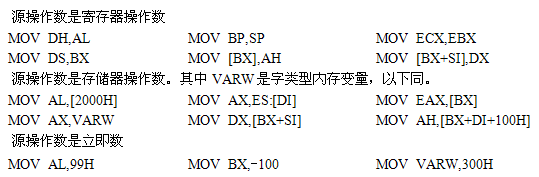 源操作数是寄存器操作数
MOV DH,AL MOV BP,SP MOV ECX,EBX
MOV DS,BX MOV [BX],AH MOV [BX+SI],DX
源操作数是存储器操作数。其中 VARW 是字类型内存变量，以下同。
MOV AL,[2000H] MOV AX,ES:[DI] MOV EAX,[BX]
MOV AX,VARW MOV DX,[BX+SI] MOV AH,[BX+DI+100H]
源操作数是立即数
MOV AL,99H MOV BX,−100 MOV VARW,300H